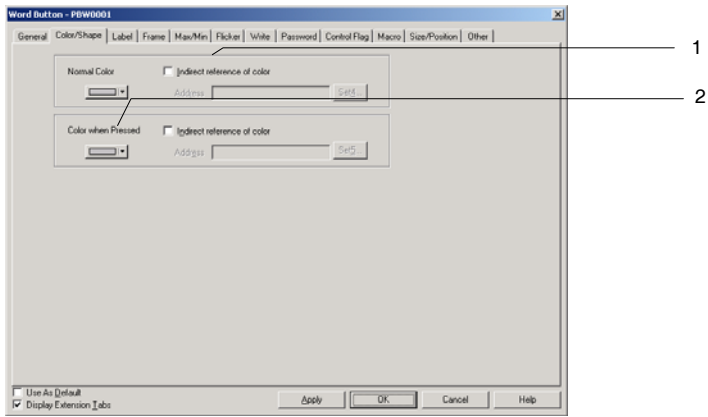 Word Button - PBW0001
General Color/Shape Label Frame Max/Min Flicker Write Password Control Flag Macro Size/Position Other
1
Normal Color Indirect reference of color
Address Set4...
2
Color when Pressed Indirect reference of color
Address Set5...
Use As Default
Display Extension Tabs
Apply OK Cancel Help